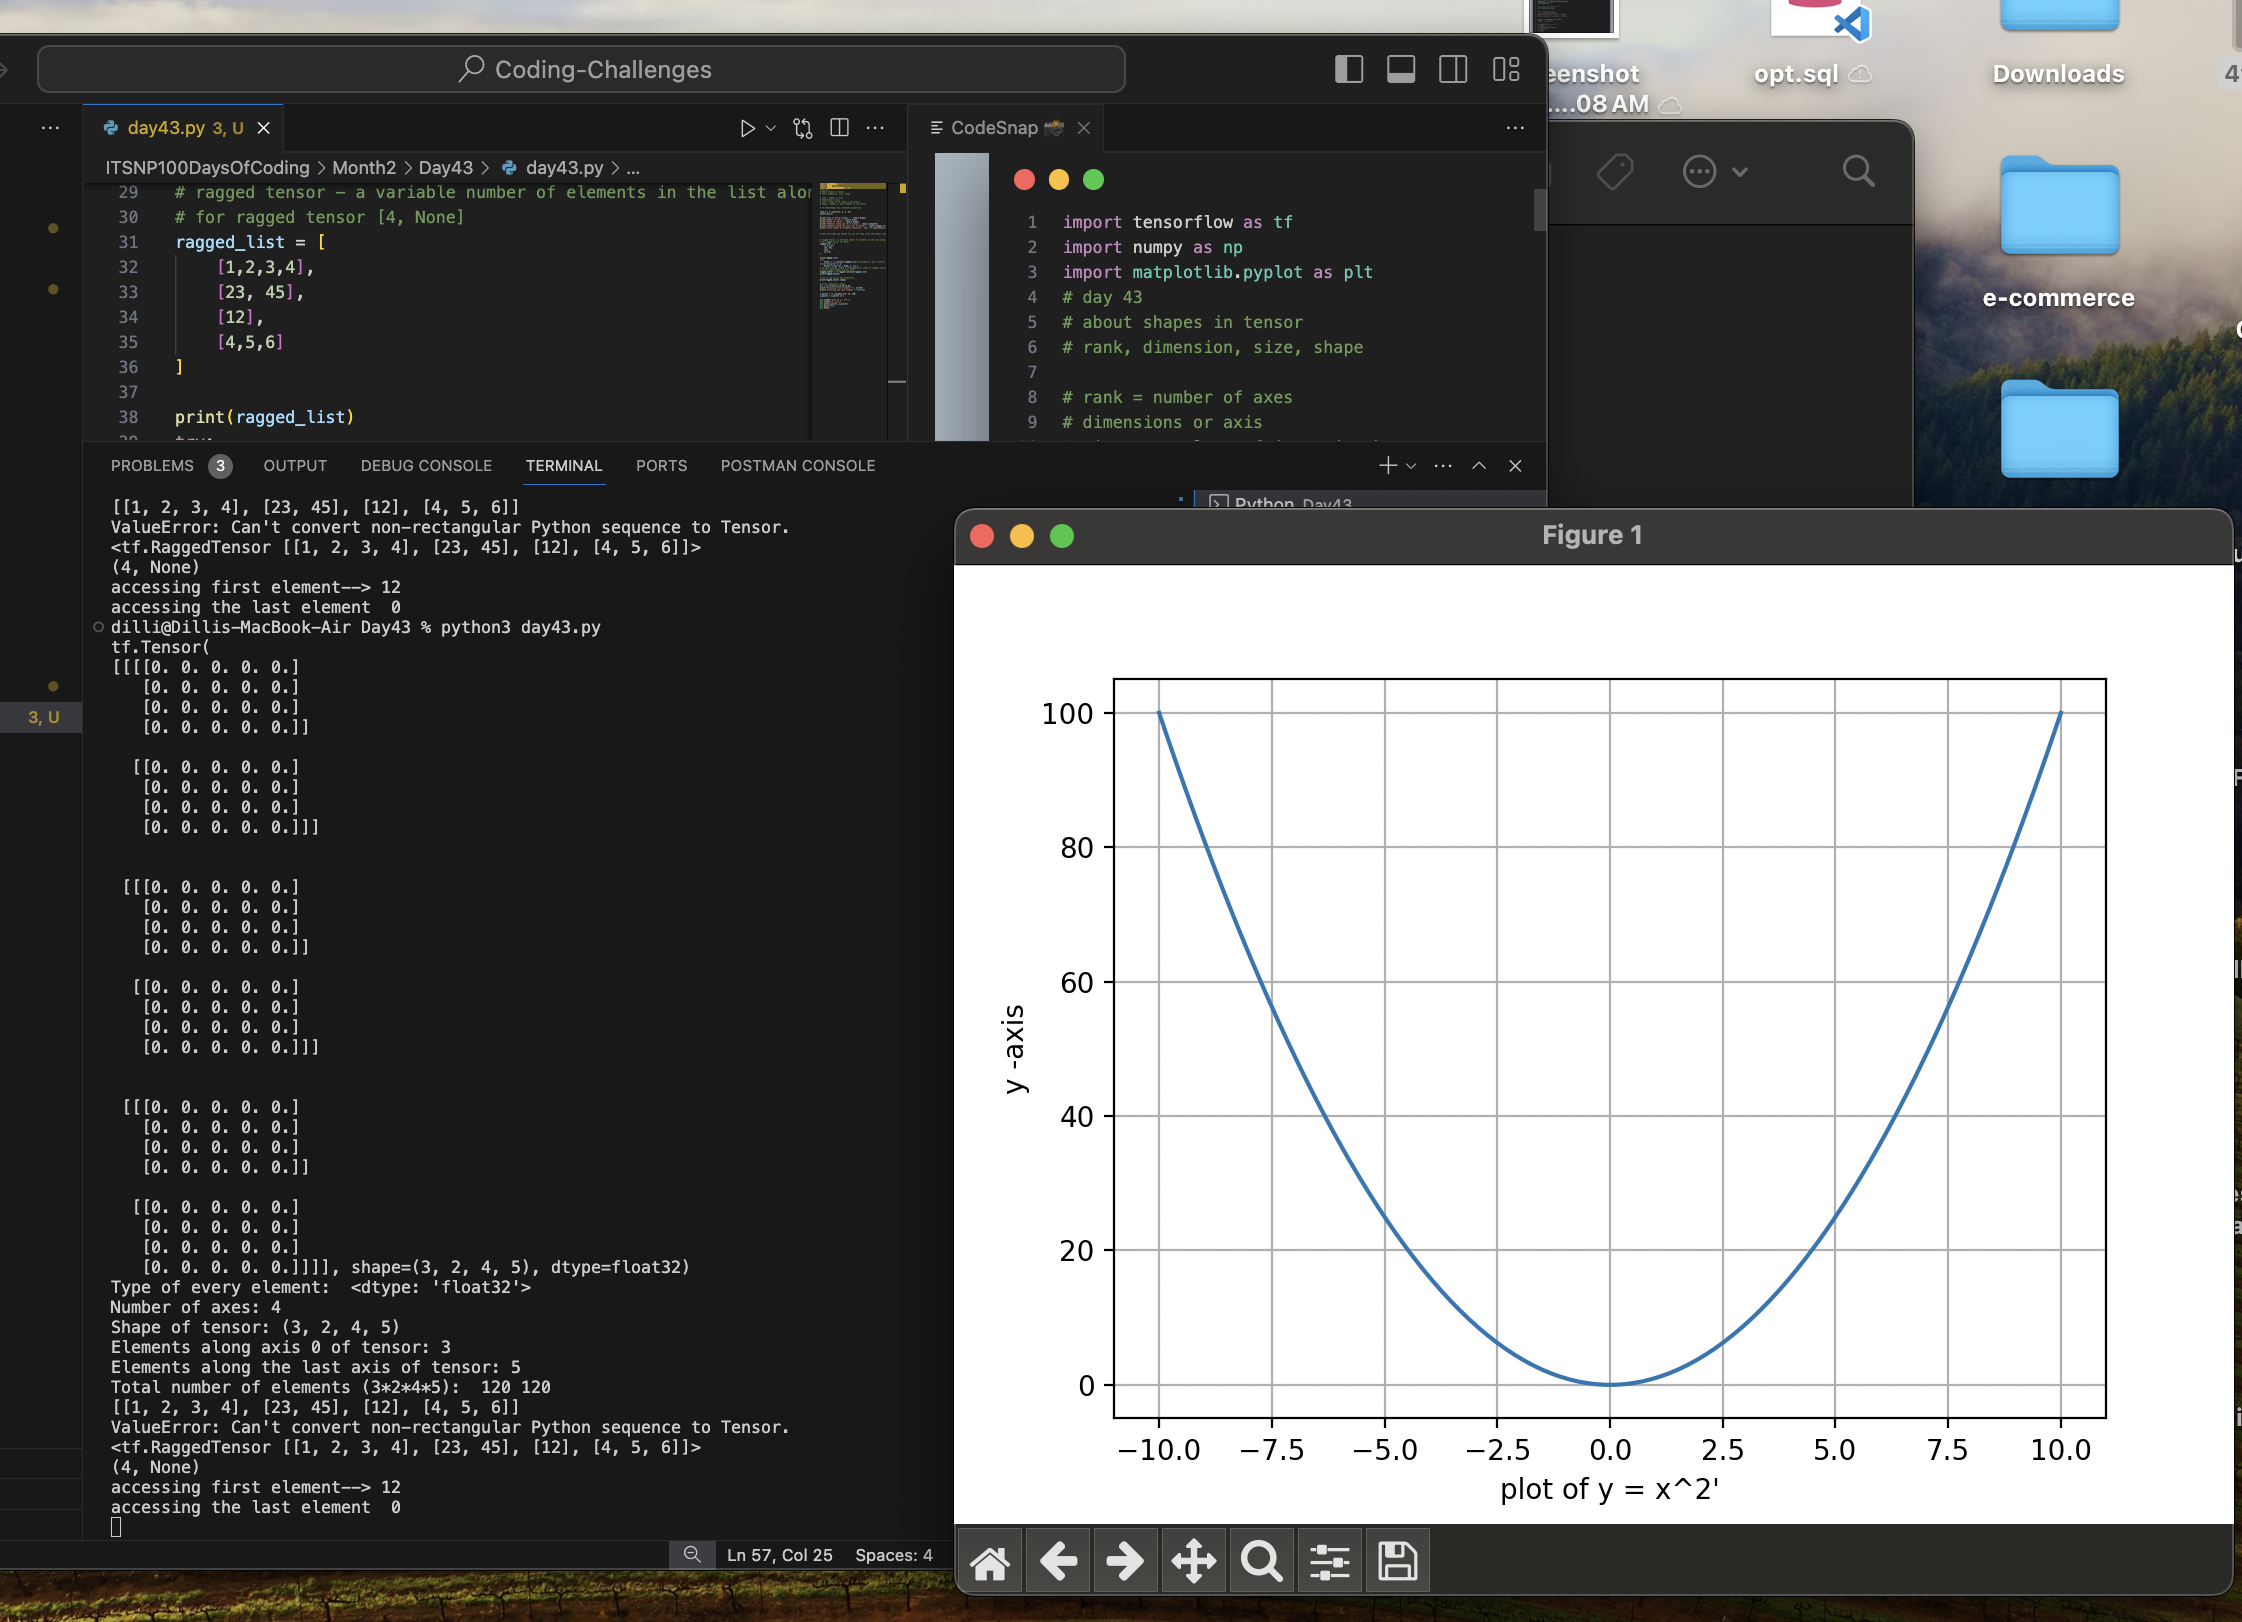 eenshot
....08 AM
opt.sql
Downloads
e-commerce
Coding-Challenges
day43.py 3, U
CodeSnap
ITSNP100DaysOfCoding > Month2 > Day43 > day43.py > ...
29 # ragged tensor - a variable number of elements in the list alo
30 # for ragged tensor [4, None]
31 ragged_list = [
32 [1,2,3,4],
33 [23, 45],
34 [12],
35 [4,5,6]
36 ]
37
38 print(ragged_list)
1 import tensorflow as tf
2 import numpy as np
3 import matplotlib.pyplot as plt
4 # day 43
5 # about shapes in tensor
6 # rank, dimension, size, shape
7
8 # rank = number of axes
9 # dimensions or axis
3, U
PROBLEMS 3 OUTPUT DEBUG CONSOLE TERMINAL PORTS POSTMAN CONSOLE
Python Day43
[[1, 2, 3, 4], [23, 45], [12], [4, 5, 6]]
ValueError: Can't convert non-rectangular Python sequence to Tensor.
<tf.RaggedTensor [[1, 2, 3, 4], [23, 45], [12], [4, 5, 6]]>
(4, None)
accessing first element--> 12
accessing the last element  0
dilli@Dillis-MacBook-Air Day43 % python3 day43.py
tf.Tensor(
[[[[0. 0. 0. 0. 0.]
[0. 0. 0. 0. 0.]
[0. 0. 0. 0. 0.]
[0. 0. 0. 0. 0.]]
[[0. 0. 0. 0. 0.]
[0. 0. 0. 0. 0.]
[0. 0. 0. 0. 0.]
[0. 0. 0. 0. 0.]]]
[[[0. 0. 0. 0. 0.]
[0. 0. 0. 0. 0.]
[0. 0. 0. 0. 0.]
[0. 0. 0. 0. 0.]]
[[0. 0. 0. 0. 0.]
[0. 0. 0. 0. 0.]
[0. 0. 0. 0. 0.]
[0. 0. 0. 0. 0.]]]
[[[0. 0. 0. 0. 0.]
[0. 0. 0. 0. 0.]
[0. 0. 0. 0. 0.]
[0. 0. 0. 0. 0.]]
[[0. 0. 0. 0. 0.]
[0. 0. 0. 0. 0.]
[0. 0. 0. 0. 0.]
[0. 0. 0. 0. 0.]]]], shape=(3, 2, 4, 5), dtype=float32)
Type of every element:  <dtype: 'float32'>
Number of axes: 4
Shape of tensor: (3, 2, 4, 5)
Elements along axis 0 of tensor: 3
Elements along the last axis of tensor: 5
Total number of elements (3*2*4*5):  120 120
[[1, 2, 3, 4], [23, 45], [12], [4, 5, 6]]
ValueError: Can't convert non-rectangular Python sequence to Tensor.
<tf.RaggedTensor [[1, 2, 3, 4], [23, 45], [12], [4, 5, 6]]>
(4, None)
accessing first element--> 12
accessing the last element  0
Ln 57, Col 25 Spaces: 4
Figure 1
100
80
60
40
20
0
y -axis
−10.0 −7.5 −5.0 −2.5 0.0 2.5 5.0 7.5 10.0
plot of y = x^2'